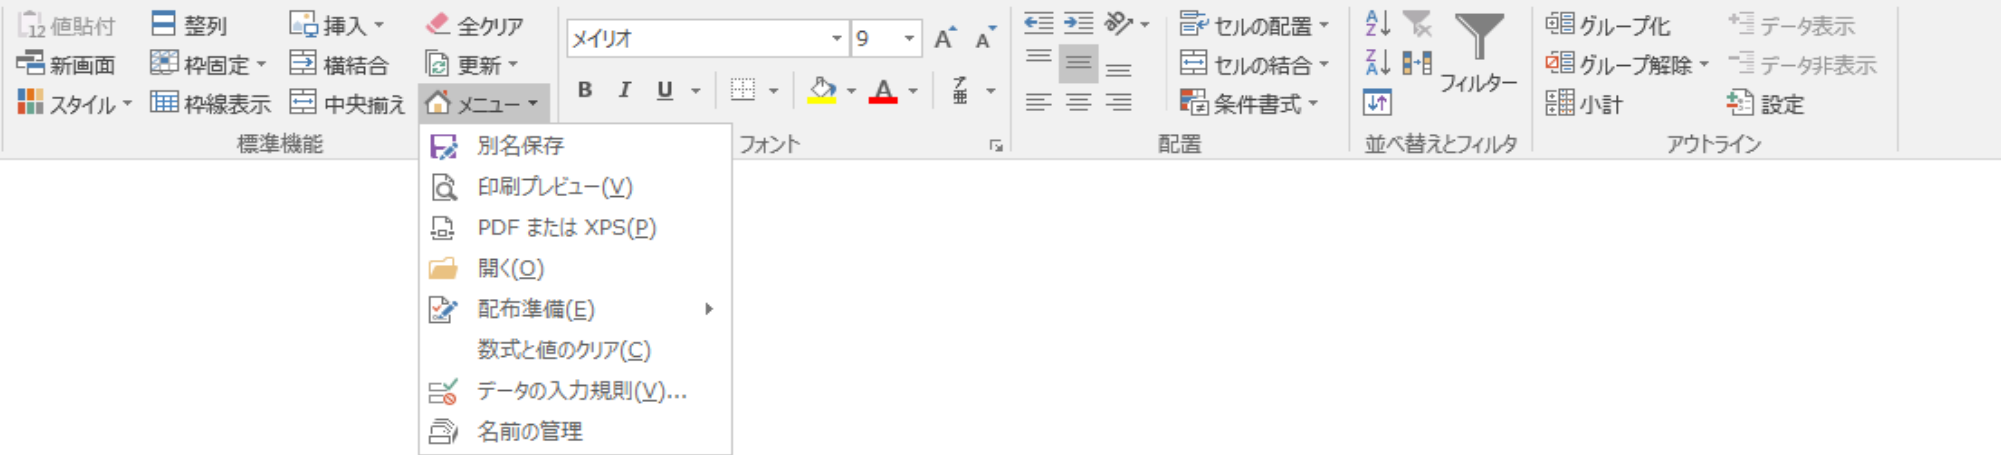 値貼付 整列 挿入 全クリア
新画面 枠固定 横結合 更新
スタイル 枠線表示 中央揃え メニュー
標準機能
別名保存
印刷プレビュー(V)
PDF または XPS(P)
開く(O)
配布準備(E)
数式と値のクリア(C)
データの入力規則(V)...
名前の管理
メイリオ 9 A A
B I U A ア亜
フォント
セルの配置
セルの結合
条件書式
配置
AZ
ZA フィルター
並べ替えとフィルタ
グループ化 データ表示
グループ解除 データ非表示
小計 設定
アウトライン